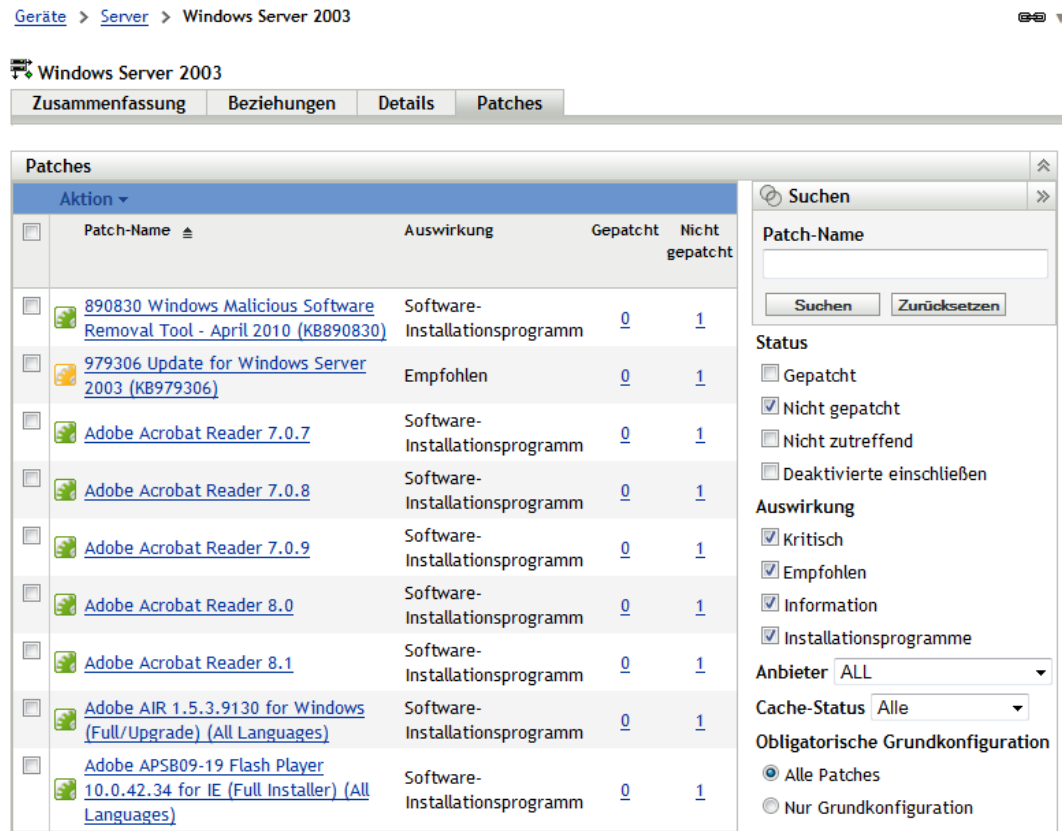 Geräte > Server > Windows Server 2003
Windows Server 2003
Zusammenfassung Beziehungen Details Patches
Patches
Aktion
Patch-Name Auswirkung Gepatcht Nicht gepatcht
890830 Windows Malicious Software
Removal Tool - April 2010 (KB890830)
Software-
Installationsprogramm
0 1
979306 Update for Windows Server
2003 (KB979306)
Empfohlen
0 1
Adobe Acrobat Reader 7.0.7
Software-
Installationsprogramm
0 1
Adobe Acrobat Reader 7.0.8
Software-
Installationsprogramm
0 1
Adobe Acrobat Reader 7.0.9
Software-
Installationsprogramm
0 1
Adobe Acrobat Reader 8.0
Software-
Installationsprogramm
0 1
Adobe Acrobat Reader 8.1
Software-
Installationsprogramm
0 1
Adobe AIR 1.5.3.9130 for Windows
(Full/Upgrade) (All Languages)
Software-
Installationsprogramm
0 1
Adobe APSB09-19 Flash Player
10.0.42.34 for IE (Full Installer) (All
Languages)
Software-
Installationsprogramm
0 1
Suchen
Patch-Name
Suchen Zurücksetzen
Status
Gepatcht
Nicht gepatcht
Nicht zutreffend
Deaktivierte einschließen
Auswirkung
Kritisch
Empfohlen
Information
Installationsprogramme
Anbieter ALL
Cache-Status Alle
Obligatorische Grundkonfiguration
Alle Patches
Nur Grundkonfiguration